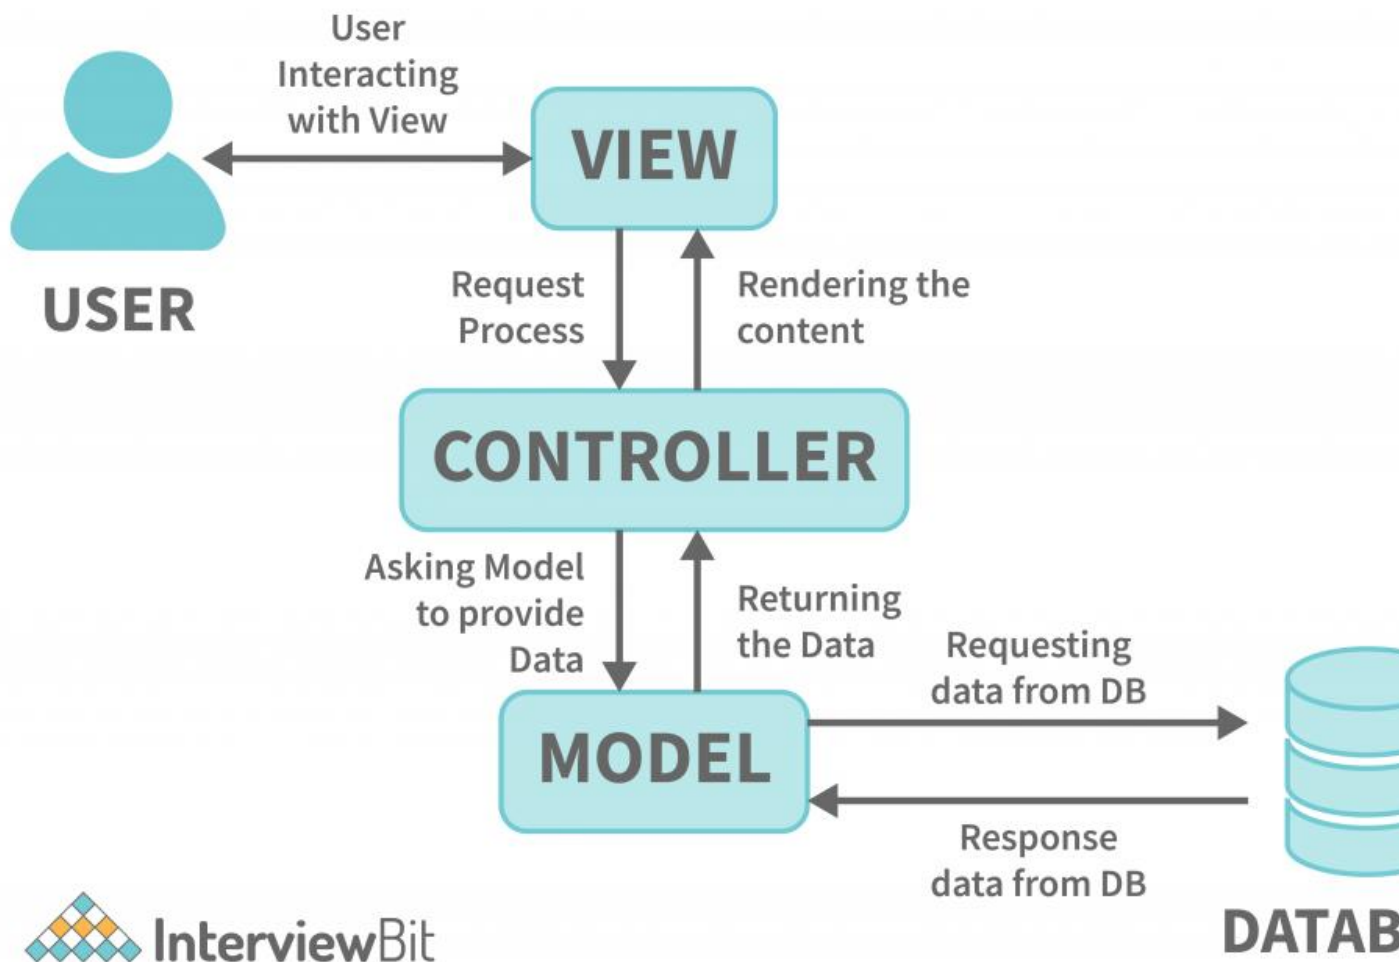 User
Interacting
with View
VIEW
USER
Request
Process
Rendering the
content
CONTROLLER
Asking Model
to provide
Data
Returning
the Data
Requesting
data from DB
MODEL
Response
data from DB
DATAB
InterviewBit